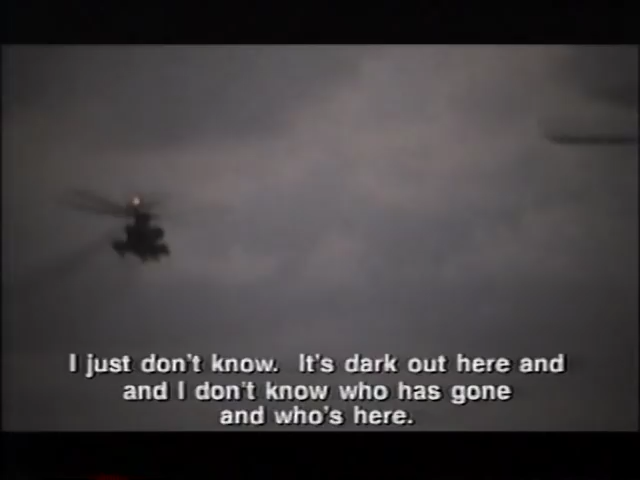 I just don't know.  It's dark out here and
and I don't know who has gone
and who's here.